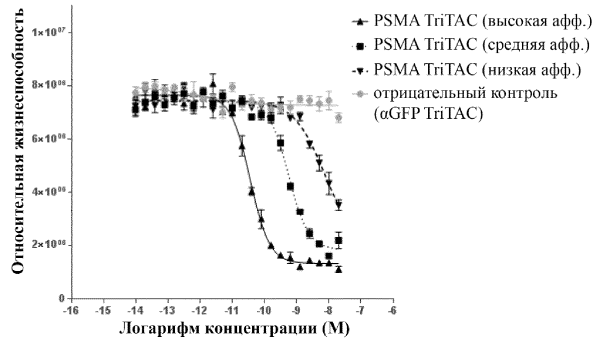 Относительная жизнеспособность
1×10⁰⁷
8×10⁰⁶
6×10⁰⁶
4×10⁰⁶
2×10⁰⁶
0
-16 -15 -14 -13 -12 -11 -10 -9 -8 -7 -6
Логарифм концентрации (М)
PSMA TriTAC (высокая афф.)
PSMA TriTAC (средняя афф.)
PSMA TriTAC (низкая афф.)
отрицательный контроль
(αGFP TriTAC)